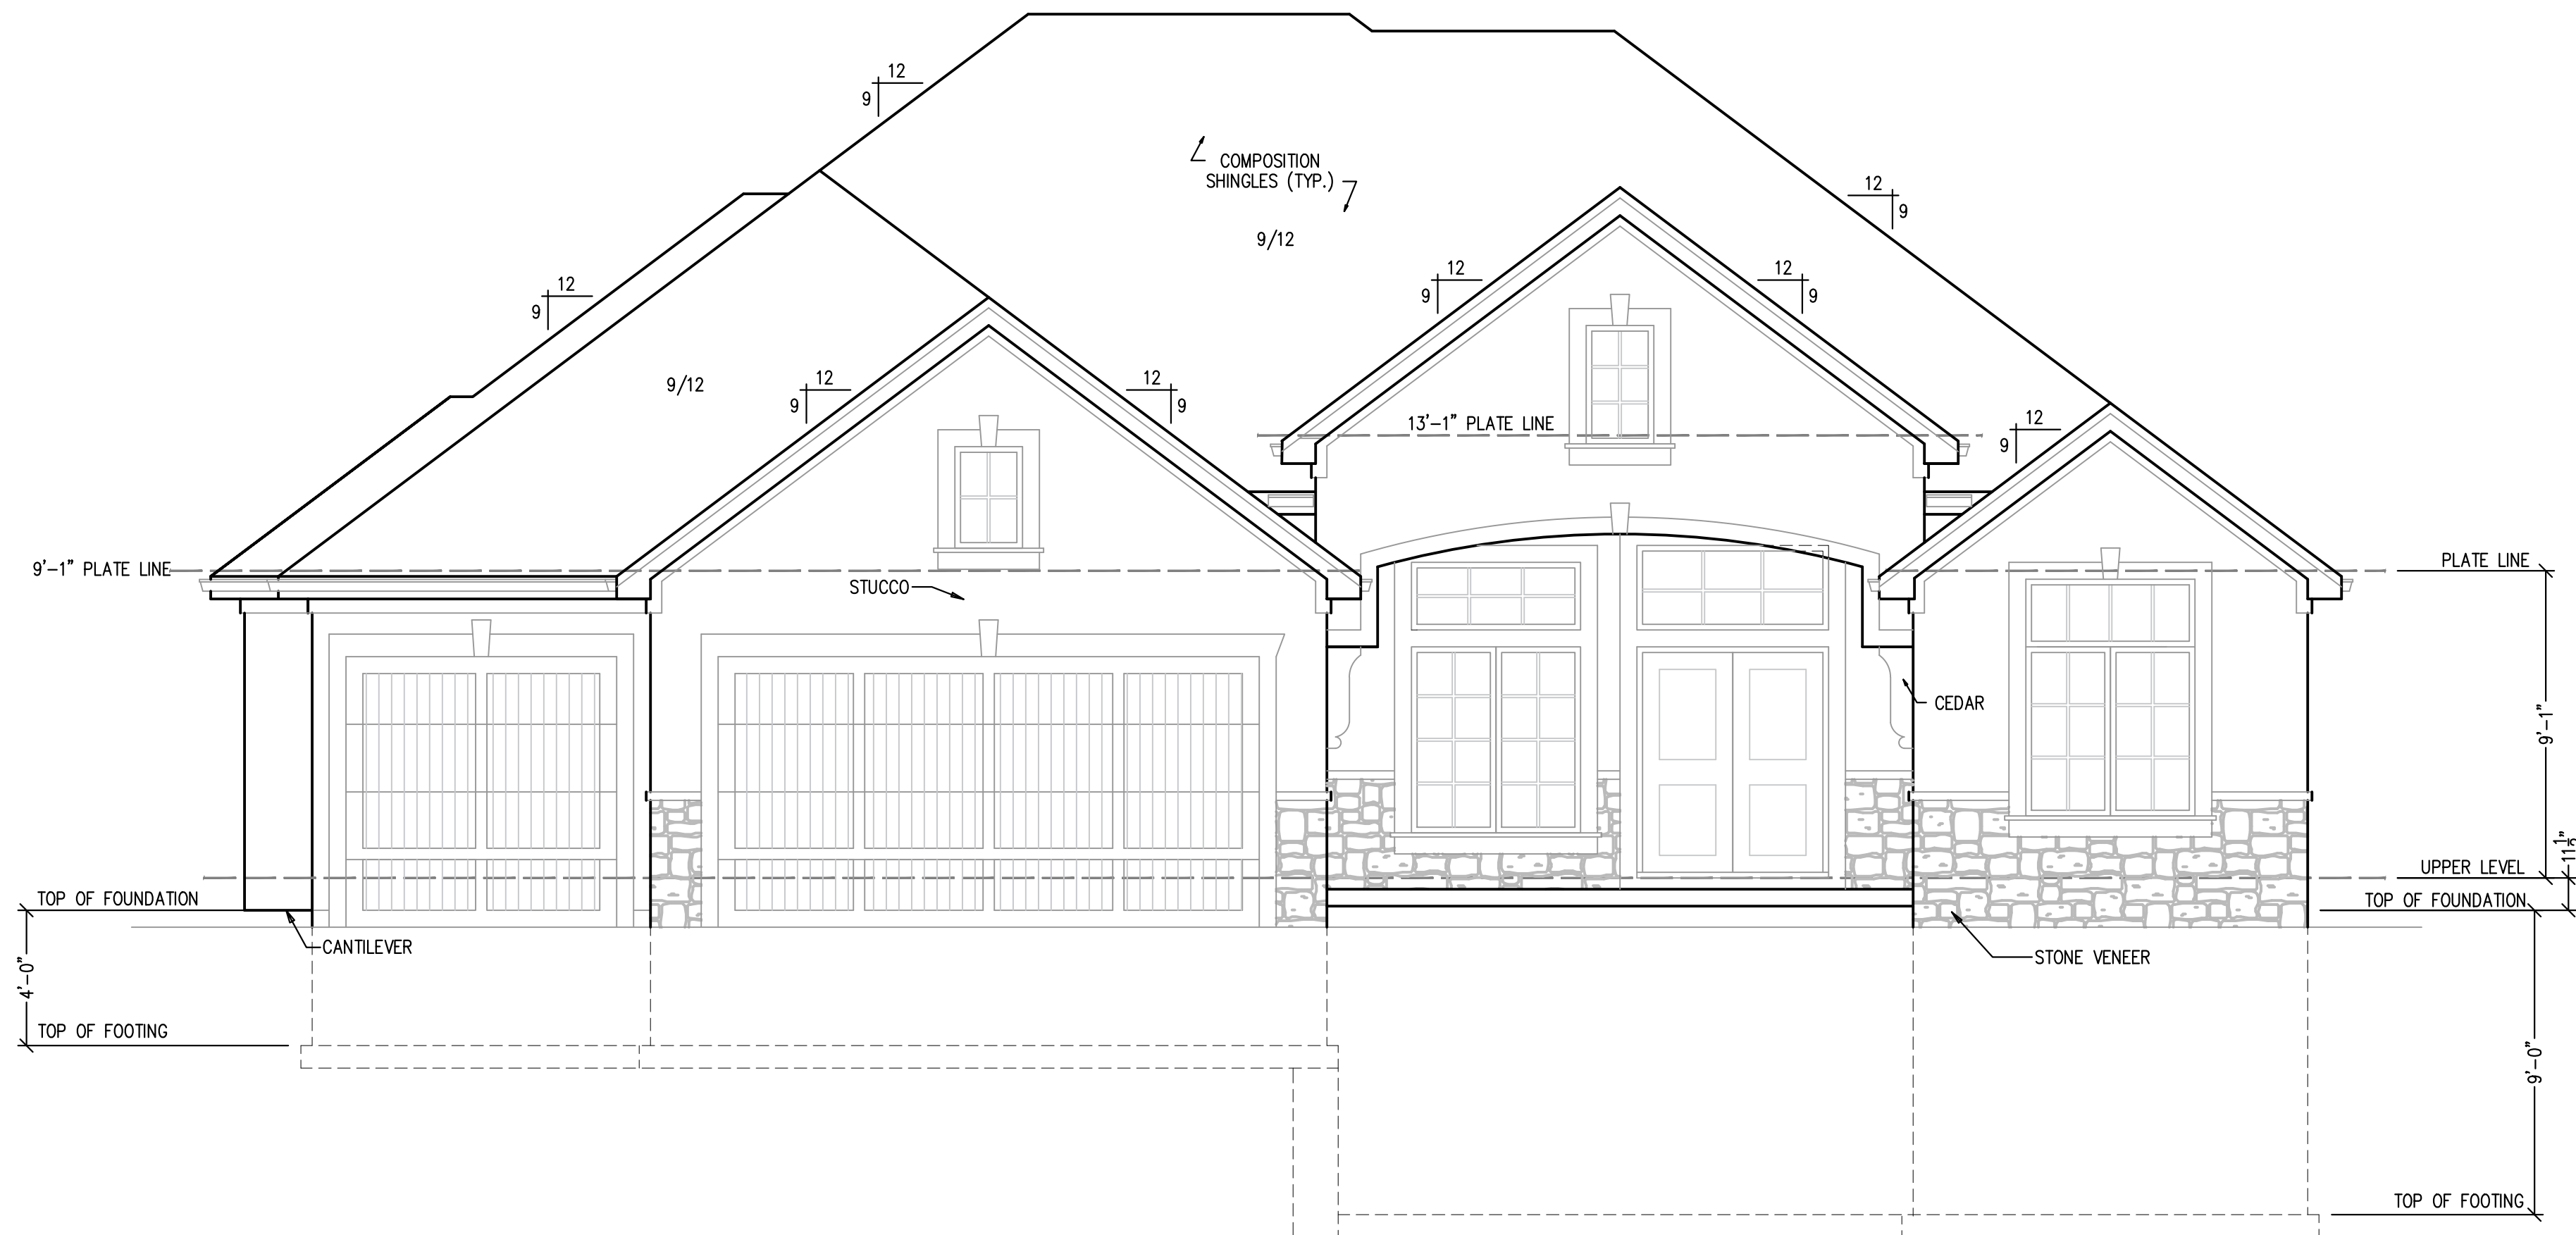 12
9
12
9
COMPOSITION
SHINGLES (TYP.)
9/12
12
9
12
9
12
9
9/12
12
9
12
9
12
9
13'-1" PLATE LINE
9'-1" PLATE LINE
STUCCO
PLATE LINE
CEDAR
9'-1"
UPPER LEVEL
TOP OF FOUNDATION
TOP OF FOUNDATION
CANTILEVER
STONE VENEER
4'-0"
TOP OF FOOTING
9'-0"
TOP OF FOOTING